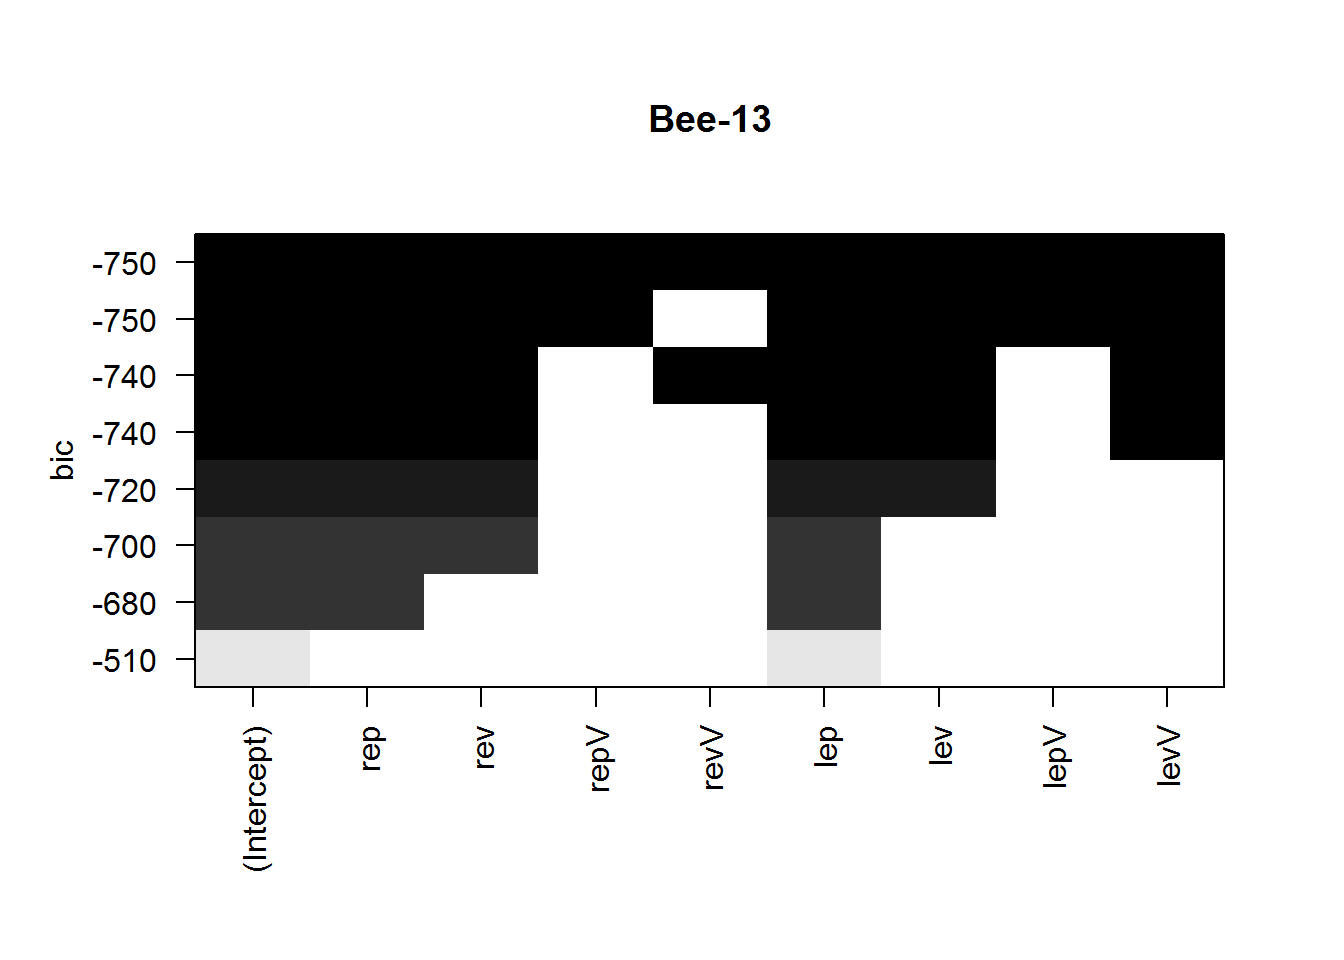 Bee-13
bic
-750
-750
-740
-740
-720
-700
-680
-510
(Intercept)
rep
rev
repV
revV
lep
lev
lepV
levV